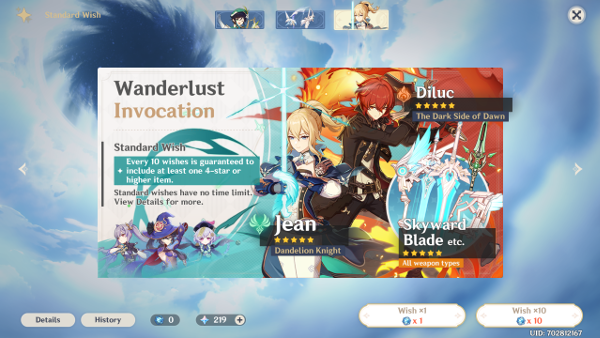 Standard Wish
Wanderlust
Invocation
Standard Wish
Every 10 wishes is guaranteed to
include at least one 4-star or
higher item.
Standard wishes have no time limit.
View Details for more.
Diluc
The Dark Side of Dawn
Jean
Dandelion Knight
Skyward
Blade etc.
All weapon types
Details
History
0
219
Wish ×1
x 1
Wish ×10
x 10
UID: 702812167